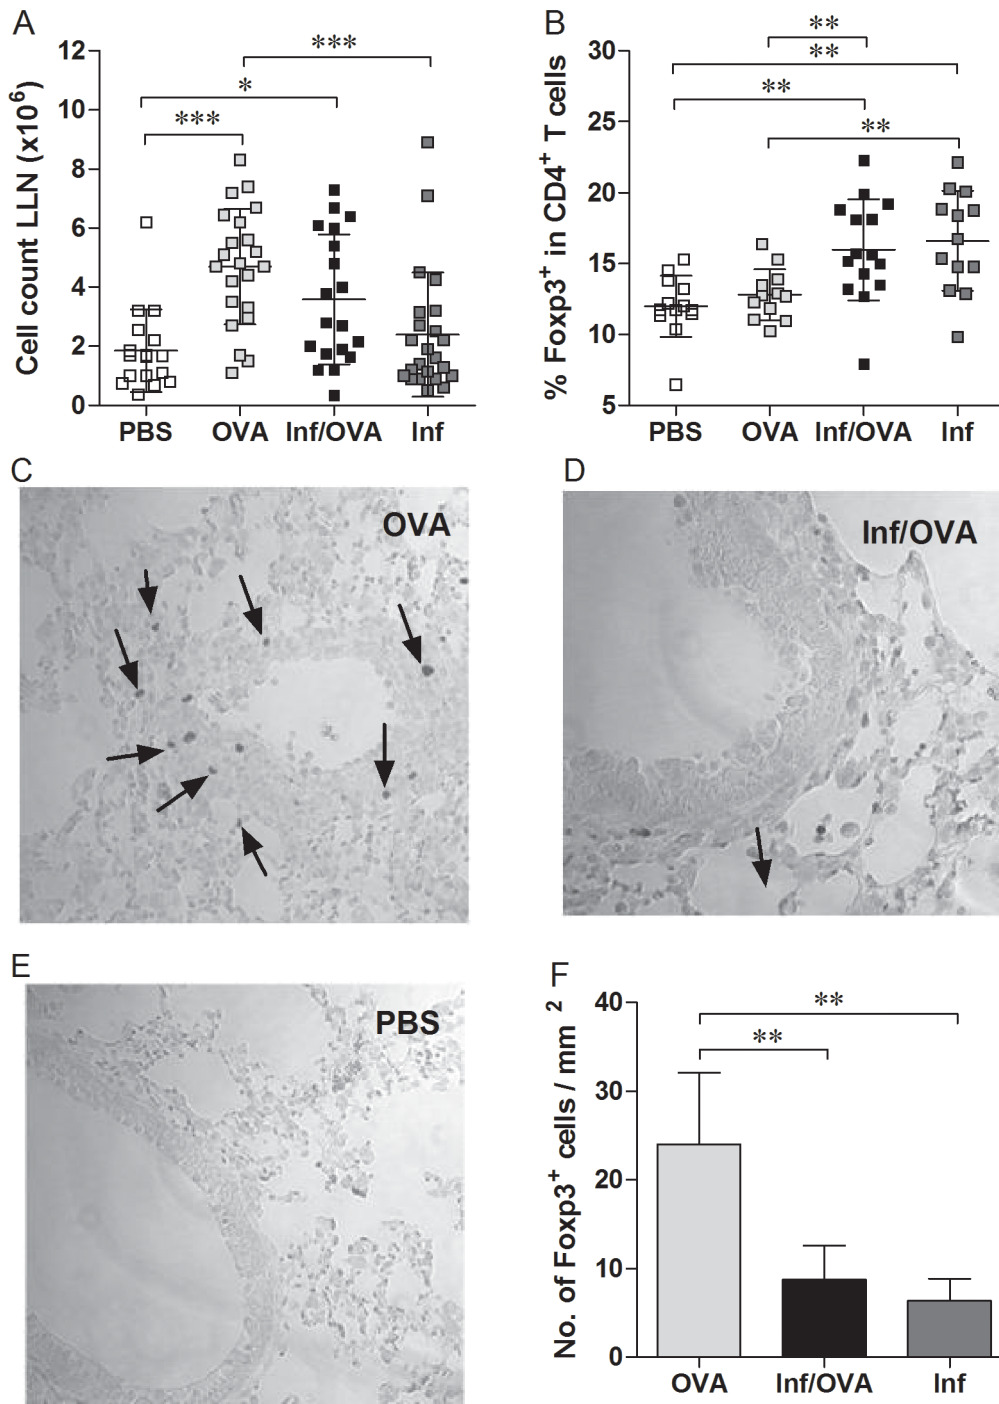 A
Cell count LLN (x10⁶)
12
10
8
6
4
2
0
***
*
***
PBS OVA Inf/OVA Inf
B
% Foxp3⁺ in CD4⁺ T cells
30
25
20
15
10
5
**
**
**
**
PBS OVA Inf/OVA Inf
C
OVA
D
Inf/OVA
E
PBS
F
No. of Foxp3⁺ cells / mm ²
40
30
20
10
0
**
**
OVA Inf/OVA Inf